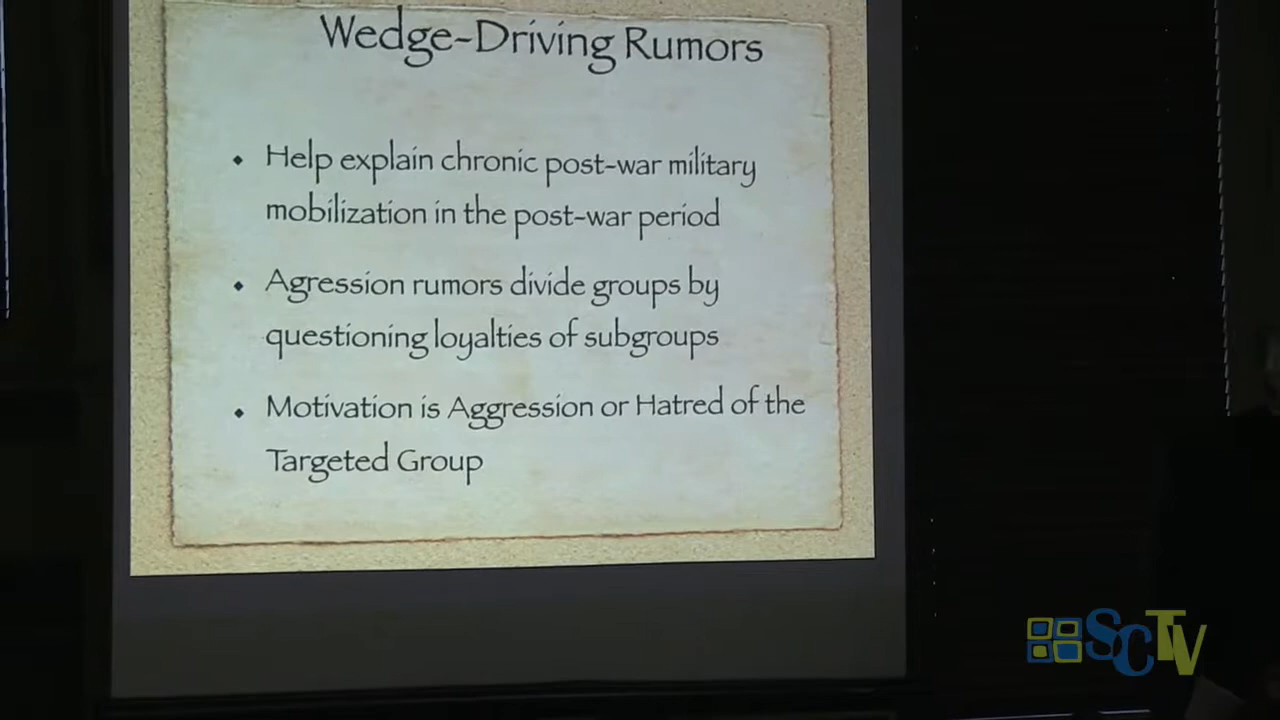 Wedge-Driving Rumors
• Help explain chronic post-war military
mobilization in the post-war period
• Agression rumors divide groups by
questioning loyalties of subgroups
• Motivation is Aggression or Hatred of the
Targeted Group
SCTV